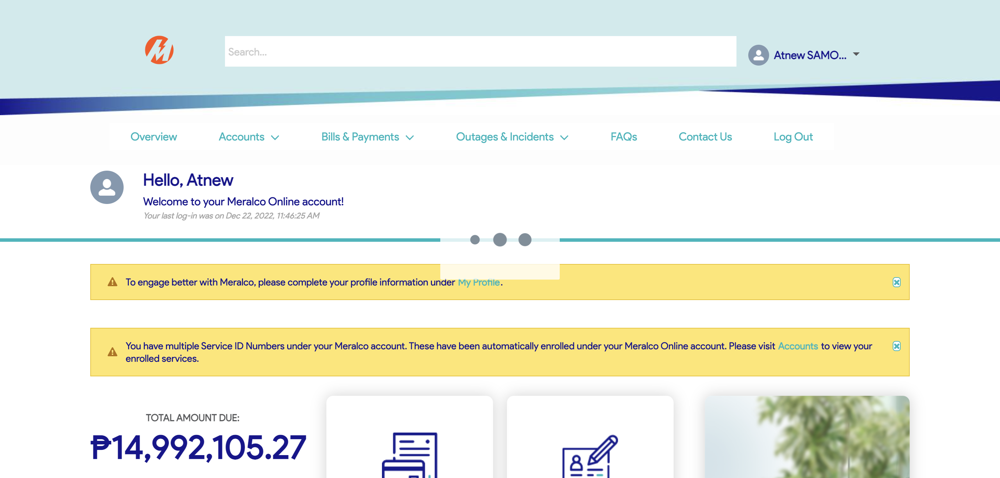 Search...
Atnew SAMO...
Overview
Accounts
Bills & Payments
Outages & Incidents
FAQs
Contact Us
Log Out
Hello, Atnew
Welcome to your Meralco Online account!
Your last log-in was on Dec 22, 2022, 11:46:25 AM
To engage better with Meralco, please complete your profile information under My Profile.
You have multiple Service ID Numbers under your Meralco account. These have been automatically enrolled under your Meralco Online account. Please visit Accounts to view your
enrolled services.
TOTAL AMOUNT DUE:
₱14,992,105.27